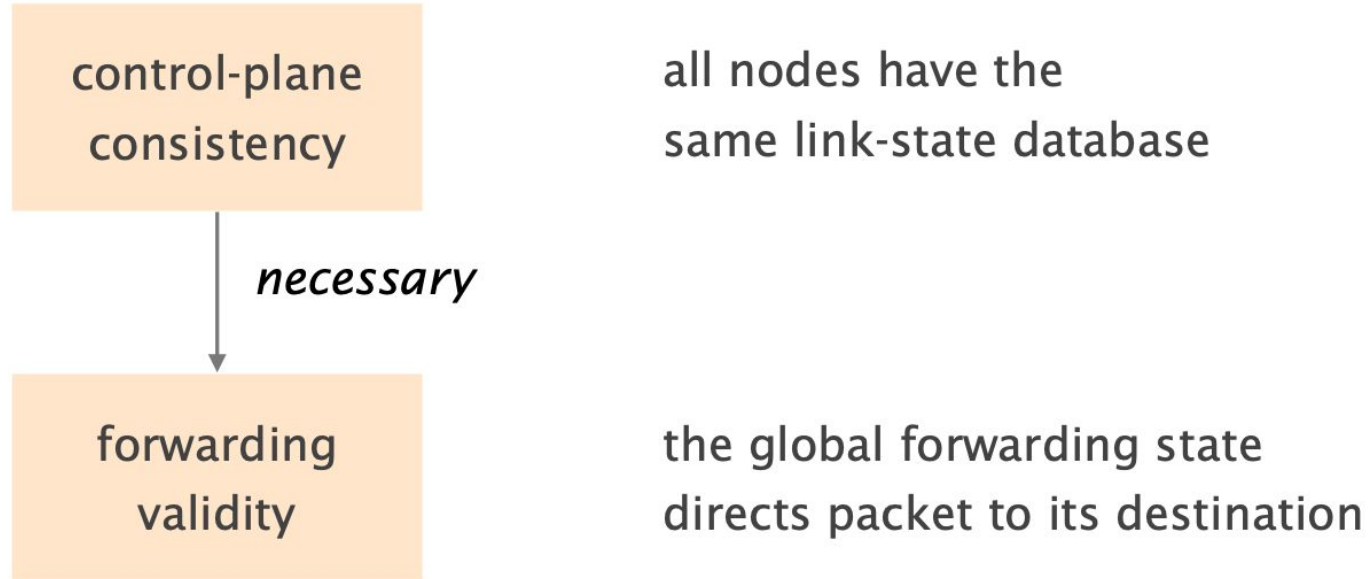 control-plane
consistency
all nodes have the
same link-state database
necessary
forwarding
validity
the global forwarding state
directs packet to its destination